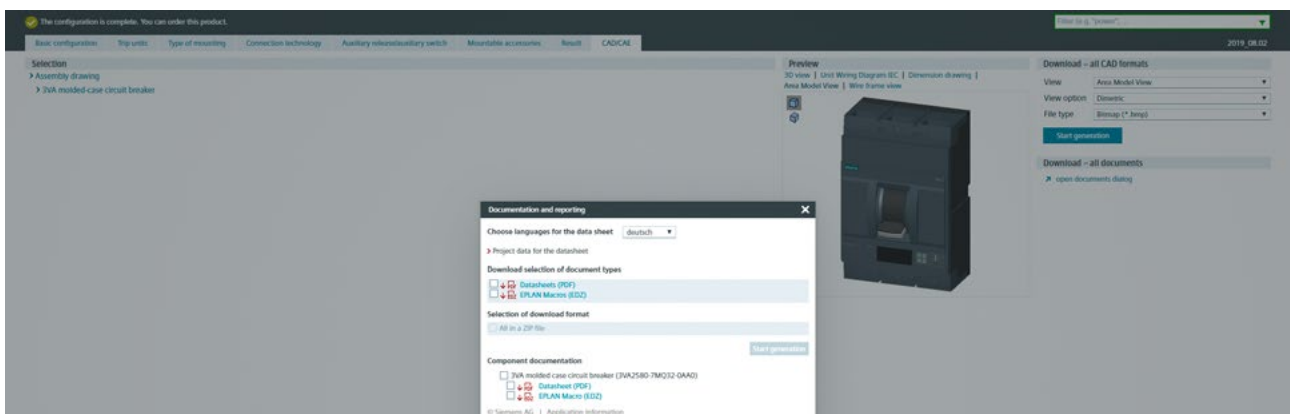 The configuration is complete. You can order this product.
Filter (e.g. "power", ...
Basic configuration
Trip units
Type of mounting
Connection technology
Auxiliary releases/auxiliary switch
Mountable accessories
Result
CAD/CAE
2019_08.02
Selection
Assembly drawing
3VA molded-case circuit breaker
Preview
3D view | Unit Wiring Diagram IEC | Dimension drawing |
Area Model View | Wire frame view
Download – all CAD formats
View Area Model View
View option Dimetric
File type Bitmap (*.bmp)
Start generation
Download – all documents
open documents dialog
Documentation and reporting
Choose languages for the data sheet deutsch
Project data for the datasheet
Download selection of document types
Datasheets (PDF)
EPLAN Macros (EDZ)
Selection of download format
All in a ZIP file
Start generation
Component documentation
3VA molded case circuit breaker (3VA2580-7MQ32-0AA0)
Datasheet (PDF)
EPLAN Macro (EDZ)
© Siemens AG | Application information